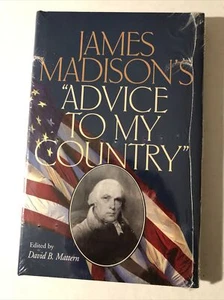 JAMES
MADISON'S
"ADVICE
TO MY
COUNTRY"
Edited by
David B. Mattern